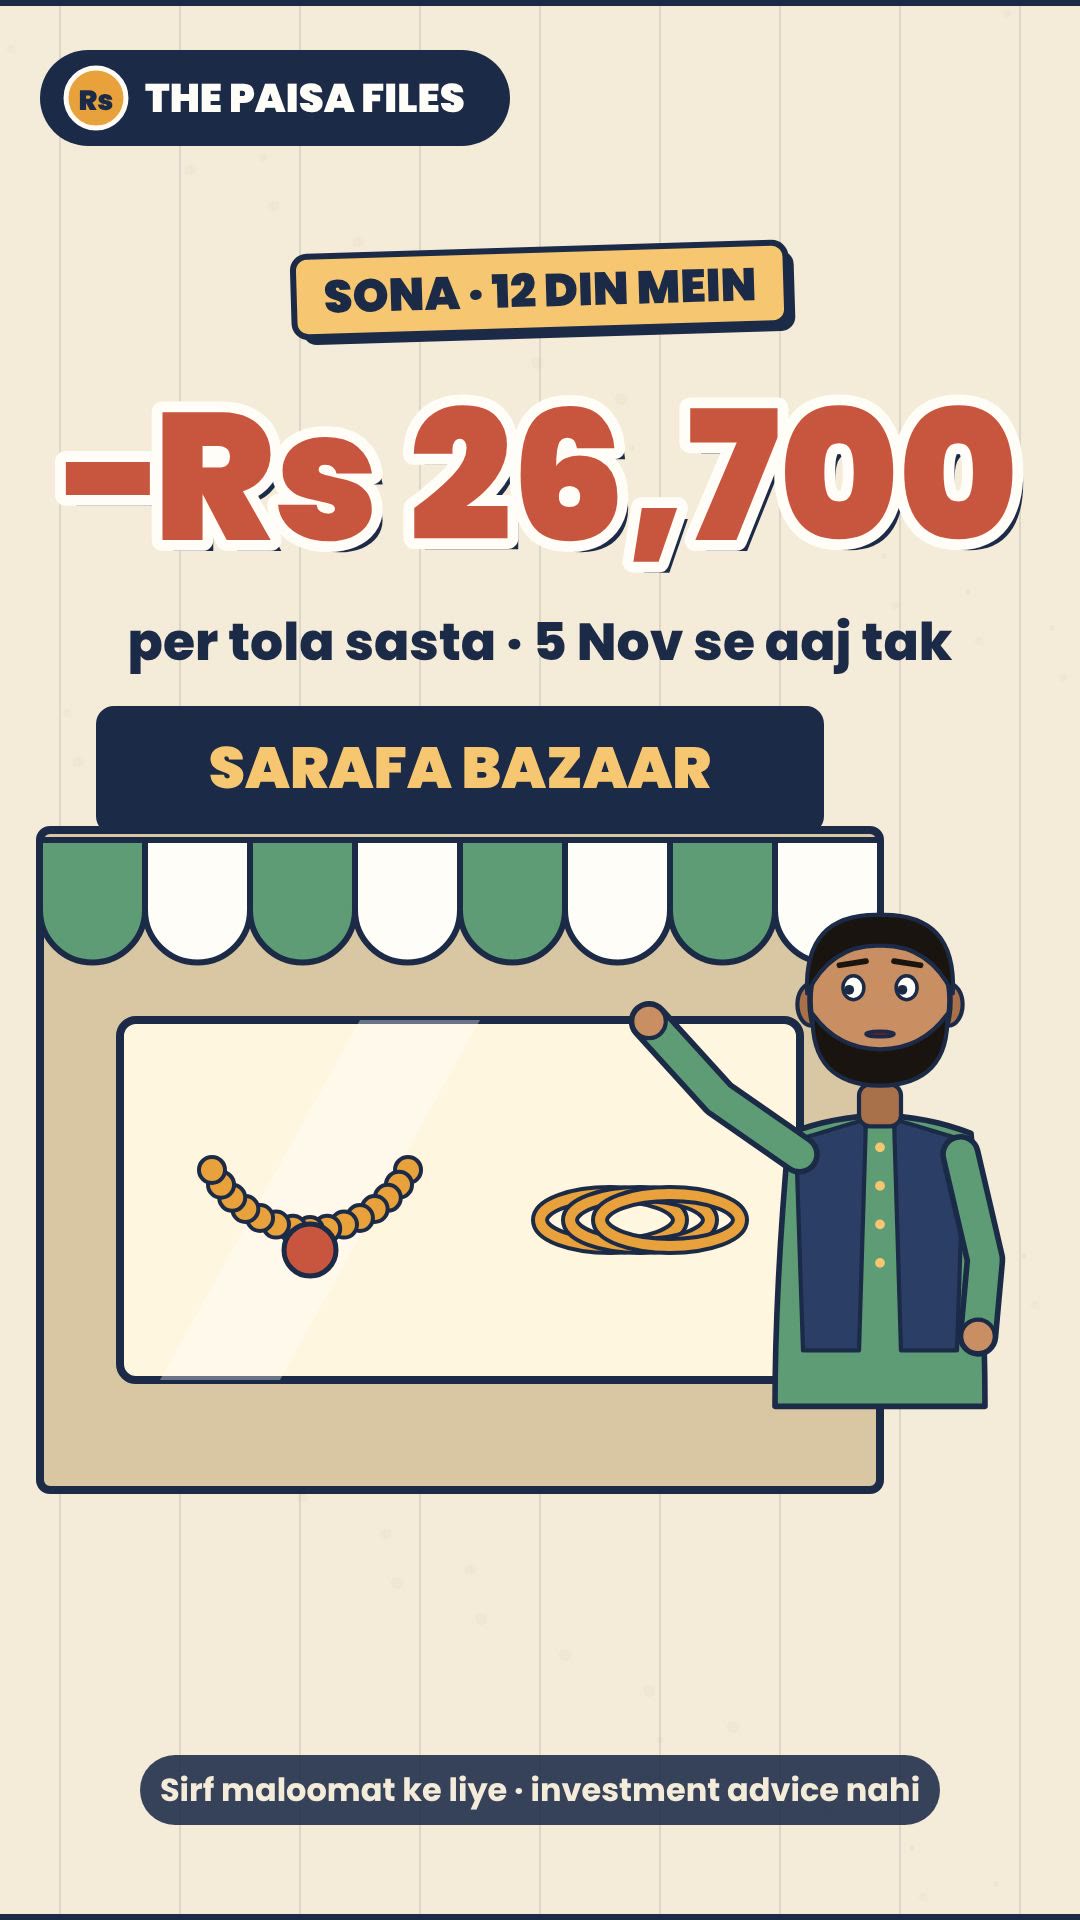 Rs THE PAISA FILES
SONA · 12 DIN MEIN
–Rs 26,700
per tola sasta · 5 Nov se aaj tak
SARAFA BAZAAR
Sirf maloomat ke liye · investment advice nahi